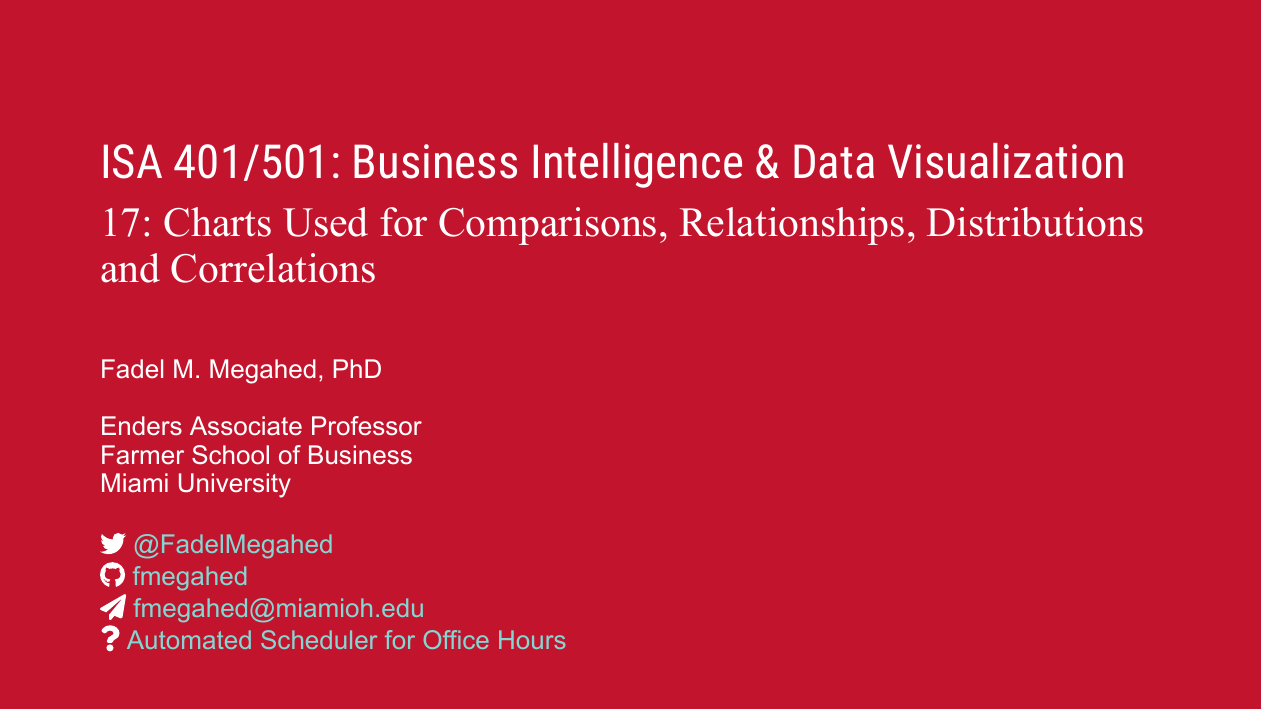 ISA 401/501: Business Intelligence & Data Visualization
17: Charts Used for Comparisons, Relationships, Distributions
and Correlations
Fadel M. Megahed, PhD
Enders Associate Professor
Farmer School of Business
Miami University
@FadelMegahed
fmegahed
fmegahed@miamioh.edu
? Automated Scheduler for Office Hours